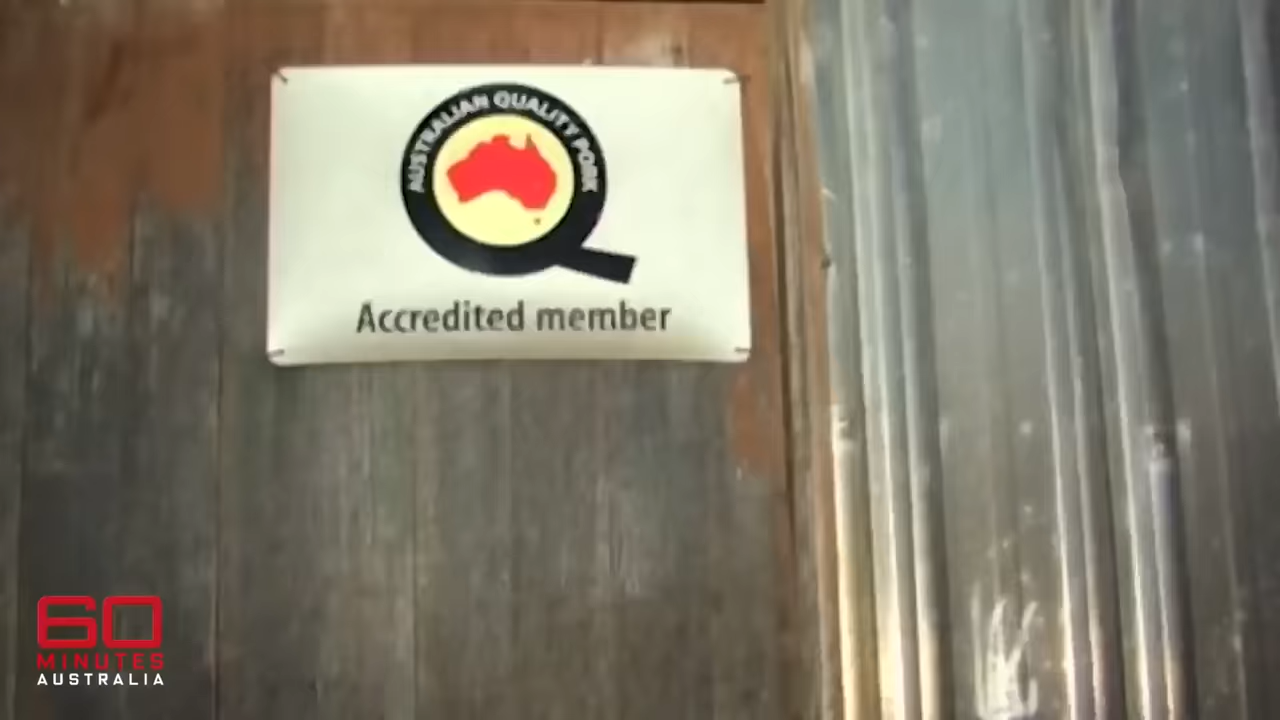 AUSTRALIAN QUALITY PORK
Accredited member
60
MINUTES
AUSTRALIA